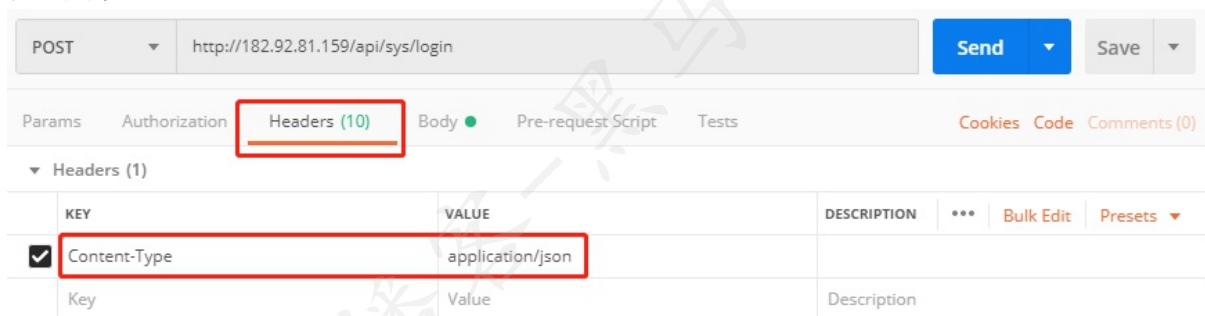 POST http://182.92.81.159/api/sys/login Send Save
Params Authorization Headers (10) Body Pre-request Script Tests Cookies Code Comments (0)
Headers (1)
KEY VALUE DESCRIPTION ••• Bulk Edit Presets
Content-Type application/json
Key Value Description